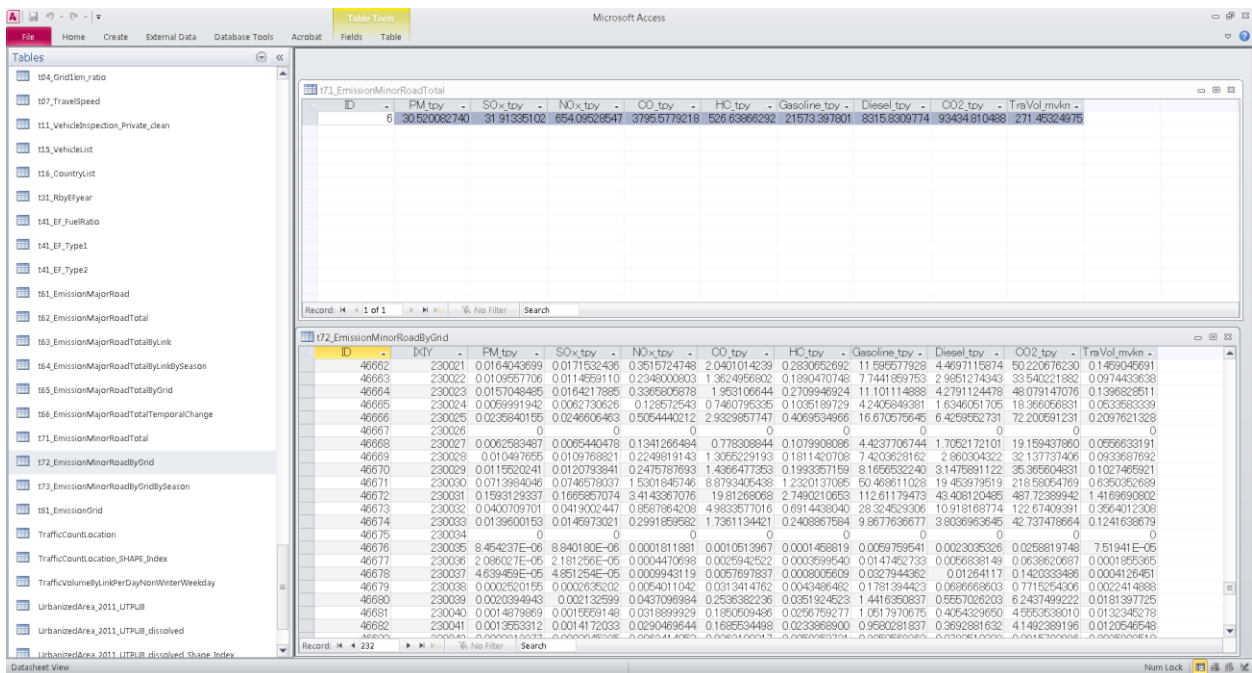 Table Tools
Microsoft Access
File Home Create External Data Database Tools Acrobat Fields Table
Tables
t04_Grid1km_ratio
t07_TravelSpeed
t11_VehicleInspection_Private_clean
t15_VehicleList
t16_CountryList
t31_RbyEFyear
t41_EF_FuelRatio
t41_EF_Type1
t41_EF_Type2
t61_EmissionMajorRoad
t62_EmissionMajorRoadTotal
t63_EmissionMajorRoadTotalByLink
t64_EmissionMajorRoadTotalByLinkBySeason
t65_EmissionMajorRoadTotalByGrid
t66_EmissionMajorRoadTotalTemporalChange
t71_EmissionMinorRoadTotal
t72_EmissionMinorRoadByGrid
t73_EmissionMinorRoadByGridBySeason
t81_EmissionGrid
TrafficCountLocation
TrafficCountLocation_SHAPE_Index
TrafficVolumeByLinkPerDayNonWinterWeekday
UrbanizedArea_2011_UTPUB
UrbanizedArea_2011_UTPUB_dissolved
UrbanizedArea_2011_UTPUB_dissolved_Shape_Index
t71_EmissionMinorRoadTotal
ID PM_tpy SOx_tpy NOx_tpy CO_tpy HC_tpy Gasoline_tpy Diesel_tpy CO2_tpy TraVol_mvkn
6 30.520082740 31.91335102 654.09528547 3795.5779218 526.63866292 21573.397801 8315.8309774 93434.810488 271.45324975
Record: 1 of 1 No Filter Search
t72_EmissionMinorRoadByGrid
ID IXIY PM_tpy SOx_tpy NOx_tpy CO_tpy HC_tpy Gasoline_tpy Diesel_tpy CO2_tpy TraVol_mvkn
46662 230021 0.0164043699 0.0171532436 0.3515724748 2.0401014239 0.2830652692 11.595577928 4.4697115874 50.220676230 0.1459045691
46663 230022 0.0109557706 0.0114559110 0.2348000803 1.3624956802 0.1890470748 7.7441859753 2.9851274343 33.540221882 0.0974433638
46664 230023 0.0157048485 0.0164217885 0.3365805878 1.953106644 0.2709946924 11.101114888 4.2791124478 48.079147076 0.1396828511
46665 230024 0.0059991942 0.0062730626 0.128572543 0.7460795335 0.1035189729 4.2405849381 1.6346051705 18.366056831 0.0533583339
46666 230025 0.0235840155 0.0246606463 0.5054440212 2.9329857747 0.4069534966 16.670575645 6.4259552731 72.200591231 0.2097621328
46667 230026 0 0 0 0 0 0 0 0 0
46668 230027 0.0062583487 0.0065440478 0.1341266484 0.778308844 0.1079908086 4.4237706744 1.7052172101 19.159437860 0.0556633191
46669 230028 0.010497655 0.0109768821 0.2249819143 1.3055229193 0.1811420708 7.4203628162 2.860304322 32.137737406 0.0933687692
46670 230029 0.0115520241 0.0120793841 0.2475787693 1.4366477353 0.1993357159 8.1656532240 3.1475891122 35.365604831 0.1027465921
46671 230030 0.0713984046 0.0746578037 1.5301845746 8.8793405438 1.2320137085 50.468611028 19.453979519 218.58054769 0.6350352689
46672 230031 0.1593129337 0.1665857074 3.4143367076 19.81268068 2.7490210653 112.61179473 43.408120485 487.72389942 1.4169690802
46673 230032 0.0400709701 0.0419002447 0.8587864208 4.9833577016 0.6914438040 28.324529306 10.918168774 122.67409391 0.3564012308
46674 230033 0.0139600153 0.0145973021 0.2991859582 1.7361134421 0.2408867584 9.8677636677 3.8036963645 42.737478664 0.1241638679
46675 230034 0 0 0 0 0 0 0 0 0
46676 230035 8.454237E-06 8.840180E-06 0.0001811881 0.0010513967 0.0001458819 0.0059759541 0.0023035326 0.0258819748 7.51941E-05
46677 230036 2.086027E-05 2.181256E-05 0.0004470698 0.0025942522 0.0003599540 0.0147452733 0.0056838149 0.0638620687 0.0001855365
46678 230037 4.639459E-05 4.851254E-05 0.0009943119 0.0057697837 0.0008005609 0.0327944362 0.01264117 0.1420333486 0.0004126451
46679 230038 0.0002520155 0.0002635202 0.0054011042 0.0313414762 0.0043486482 0.1781394423 0.0686668603 0.7715254306 0.0022414888
46680 230039 0.0020394943 0.002132599 0.0437096984 0.2536382236 0.0351924523 1.4416350837 0.5557026203 6.2437499222 0.0181397725
46681 230040 0.0014879869 0.0015559148 0.0318899929 0.1850509486 0.0256759277 1.0517970675 0.4054329650 4.5553538010 0.0132345278
46682 230041 0.0013553312 0.0014172033 0.0290469644 0.1685534498 0.0233868900 0.9580281837 0.3692881632 4.1492389196 0.0120546548
Record: 232 No Filter Search
Datasheet View Num Lock